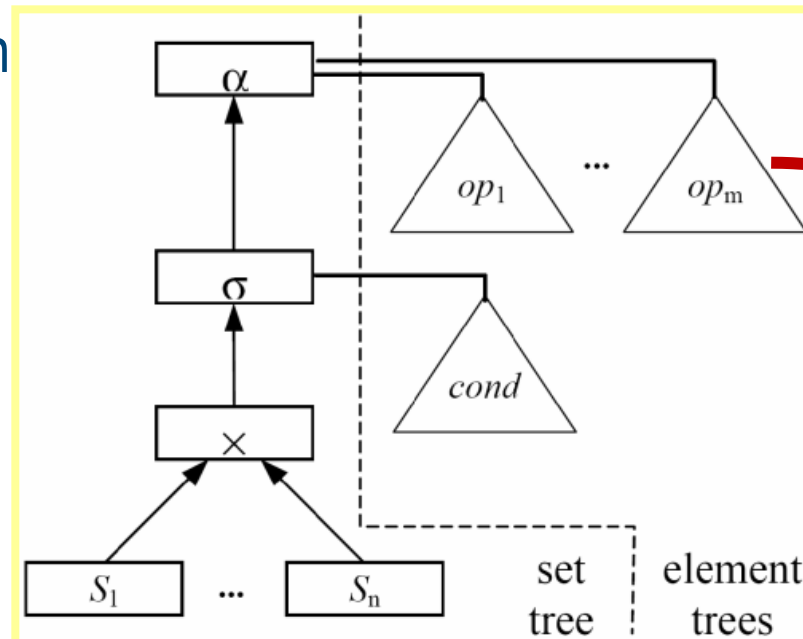 n
α
op₁ ... opₘ
σ
cond
×
S₁ ... Sₙ
set element
tree trees